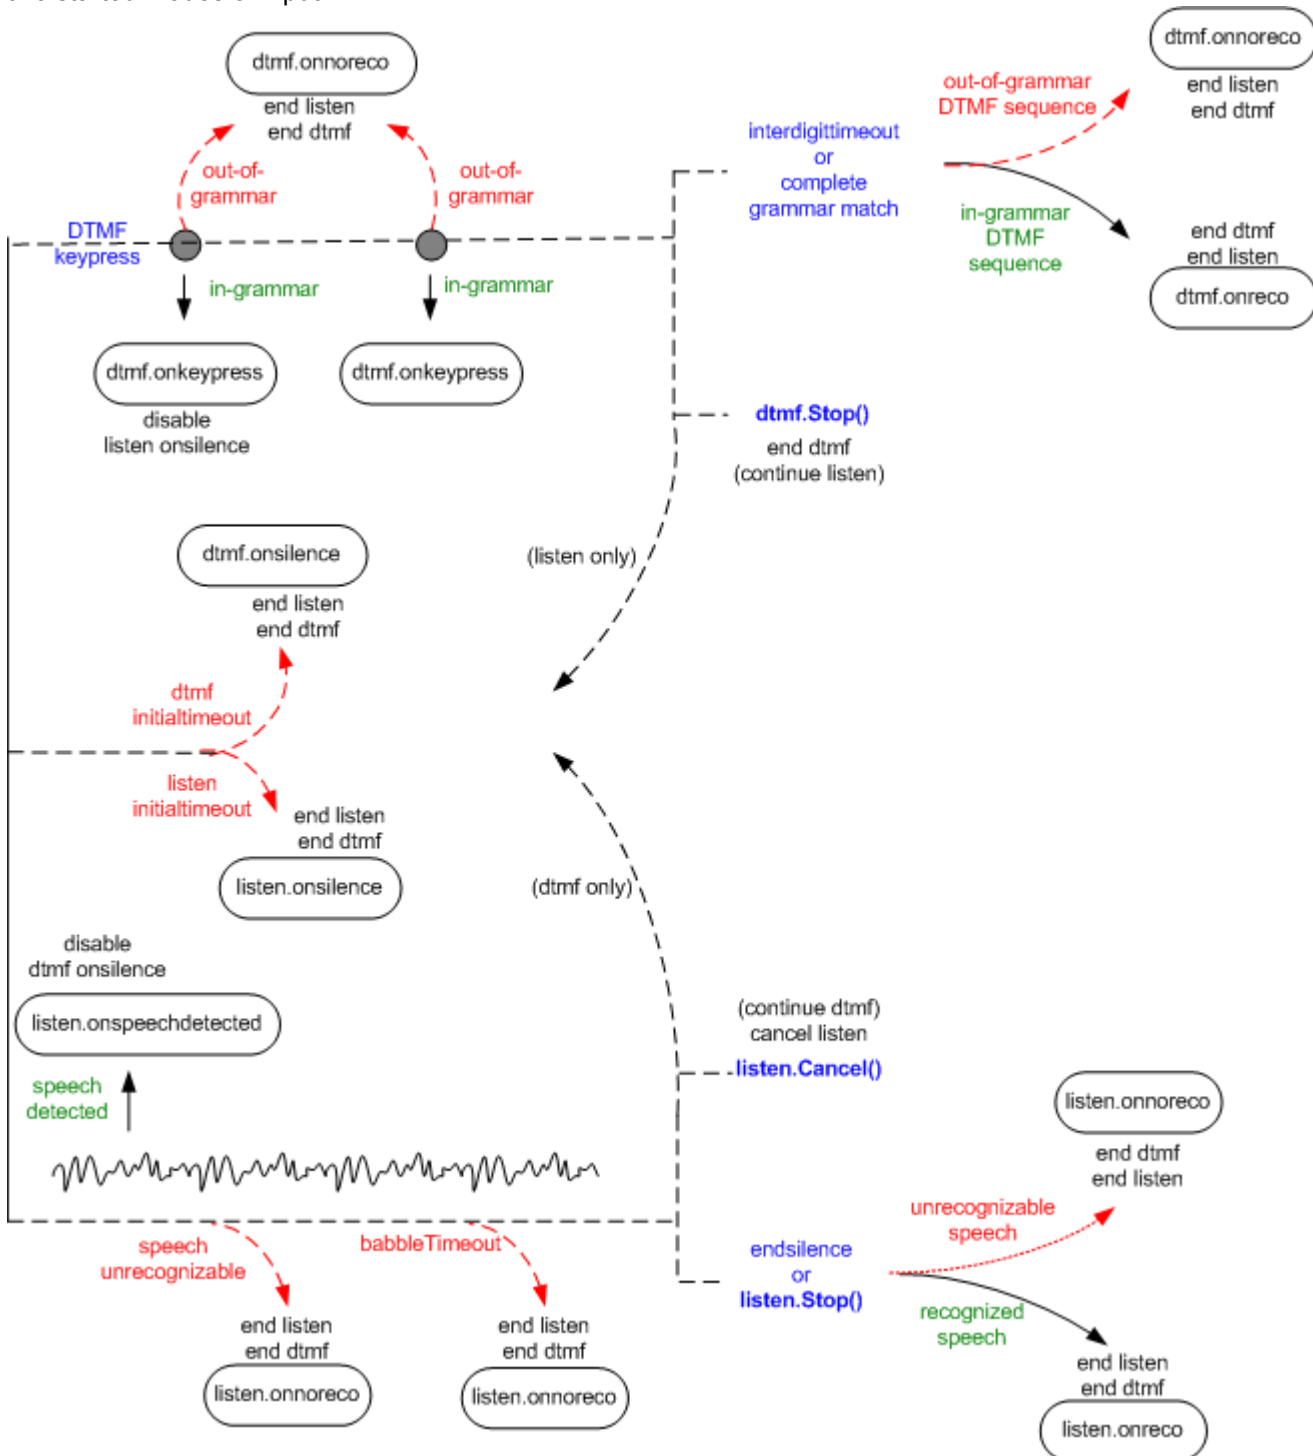 dtmf.onnoreco
end listen
end dtmf
out-of-
grammar
out-of-
grammar
DTMF
keypress
in-grammar
in-grammar
dtmf.onkeypress
dtmf.onkeypress
disable
listen onsilence
interdigittimeout
or
complete
grammar match
out-of-grammar
DTMF sequence
dtmf.onnoreco
end listen
end dtmf
in-grammar
DTMF
sequence
end dtmf
end listen
dtmf.onreco
dtmf.Stop()
end dtmf
(continue listen)
(listen only)
dtmf.onsilence
end listen
end dtmf
dtmf
initialtimeout
listen
initialtimeout
end listen
end dtmf
listen.onsilence
(dtmf only)
disable
dtmf onsilence
listen.onspeechdetected
speech
detected
(continue dtmf)
cancel listen
listen.Cancel()
speech
unrecognizable
babbleTimeout
end listen
end dtmf
listen.onnoreco
end listen
end dtmf
listen.onnoreco
endsilence
or
listen.Stop()
listen.onnoreco
end dtmf
end listen
unrecognizable
speech
recognized
speech
end listen
end dtmf
listen.onreco